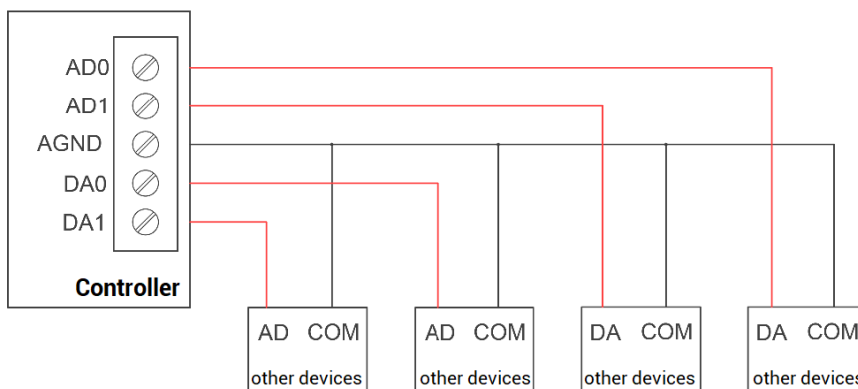 AD0
AD1
AGND
DA0
DA1
Controller
AD COM
other devices
AD COM
other devices
DA COM
other devices
DA COM
other devices